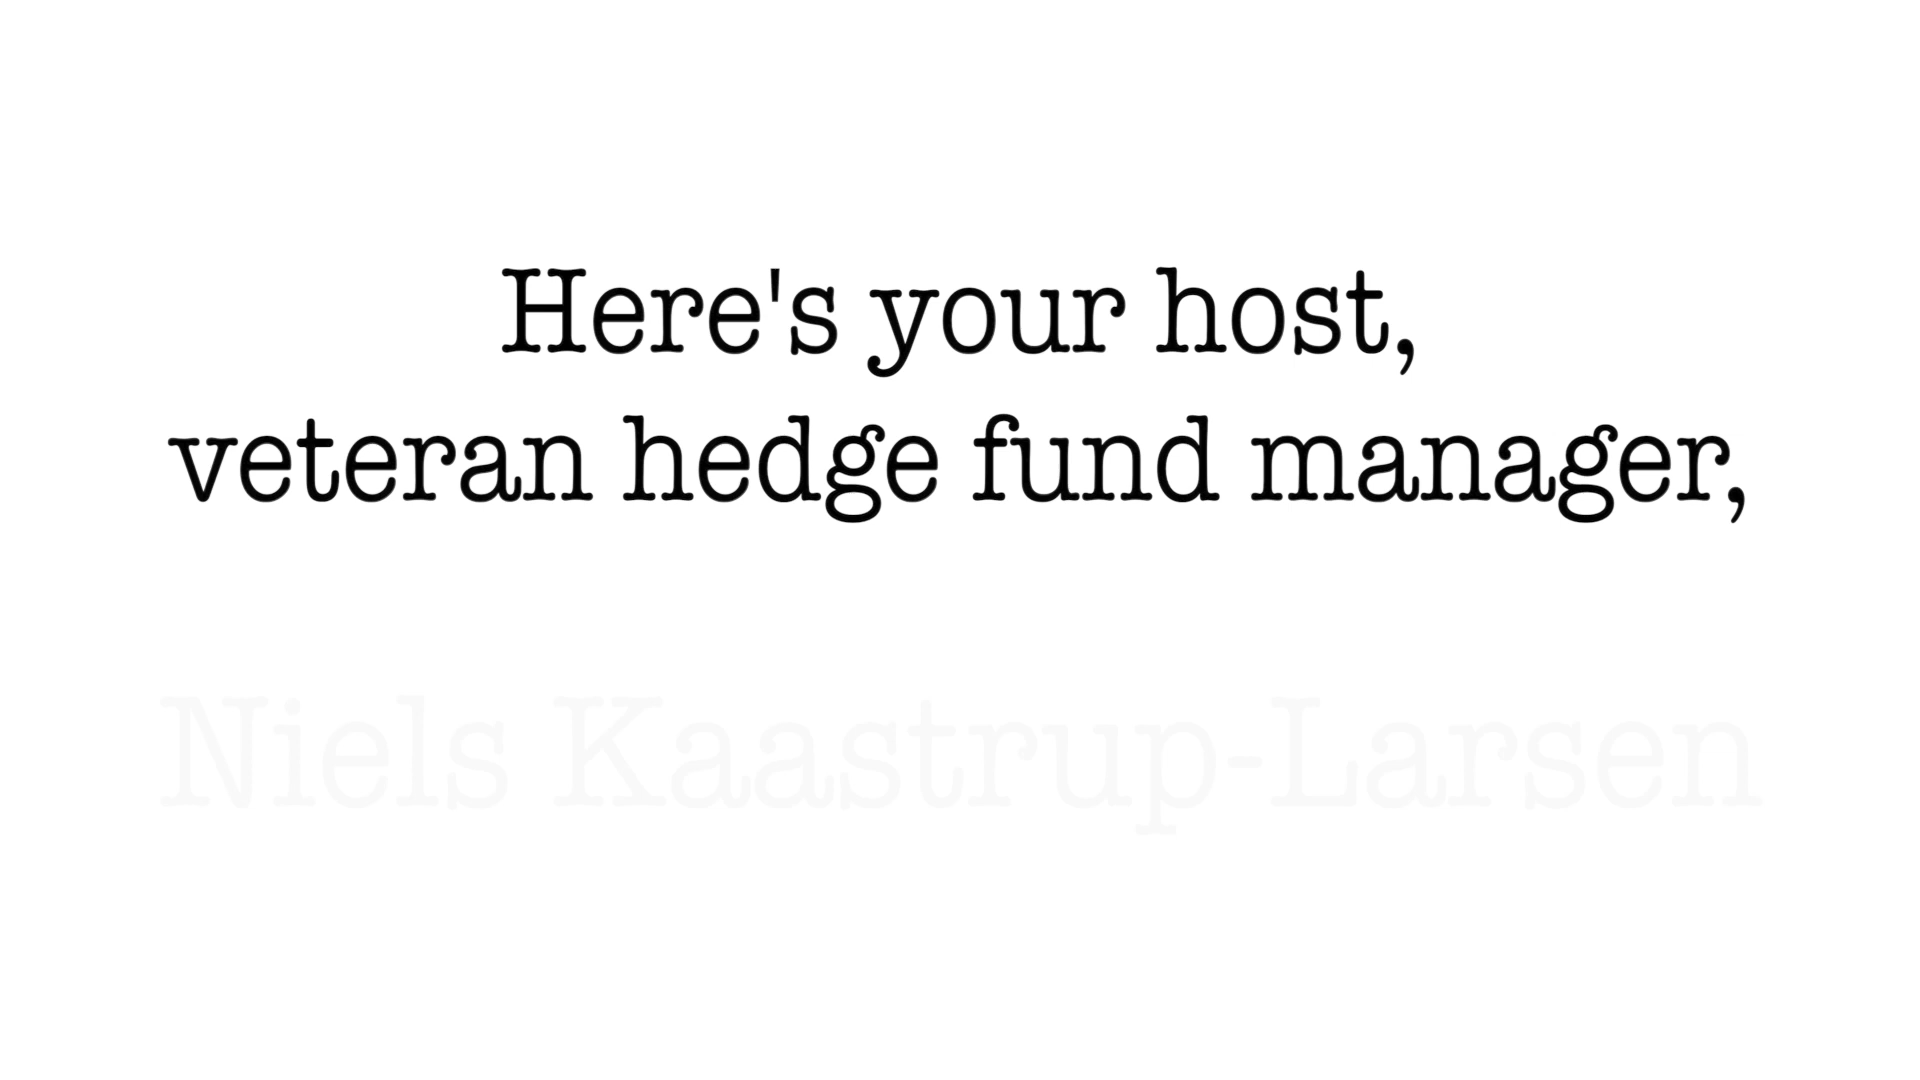 Here's your host,
veteran hedge fund manager,
Niels Kaastrup-Larsen